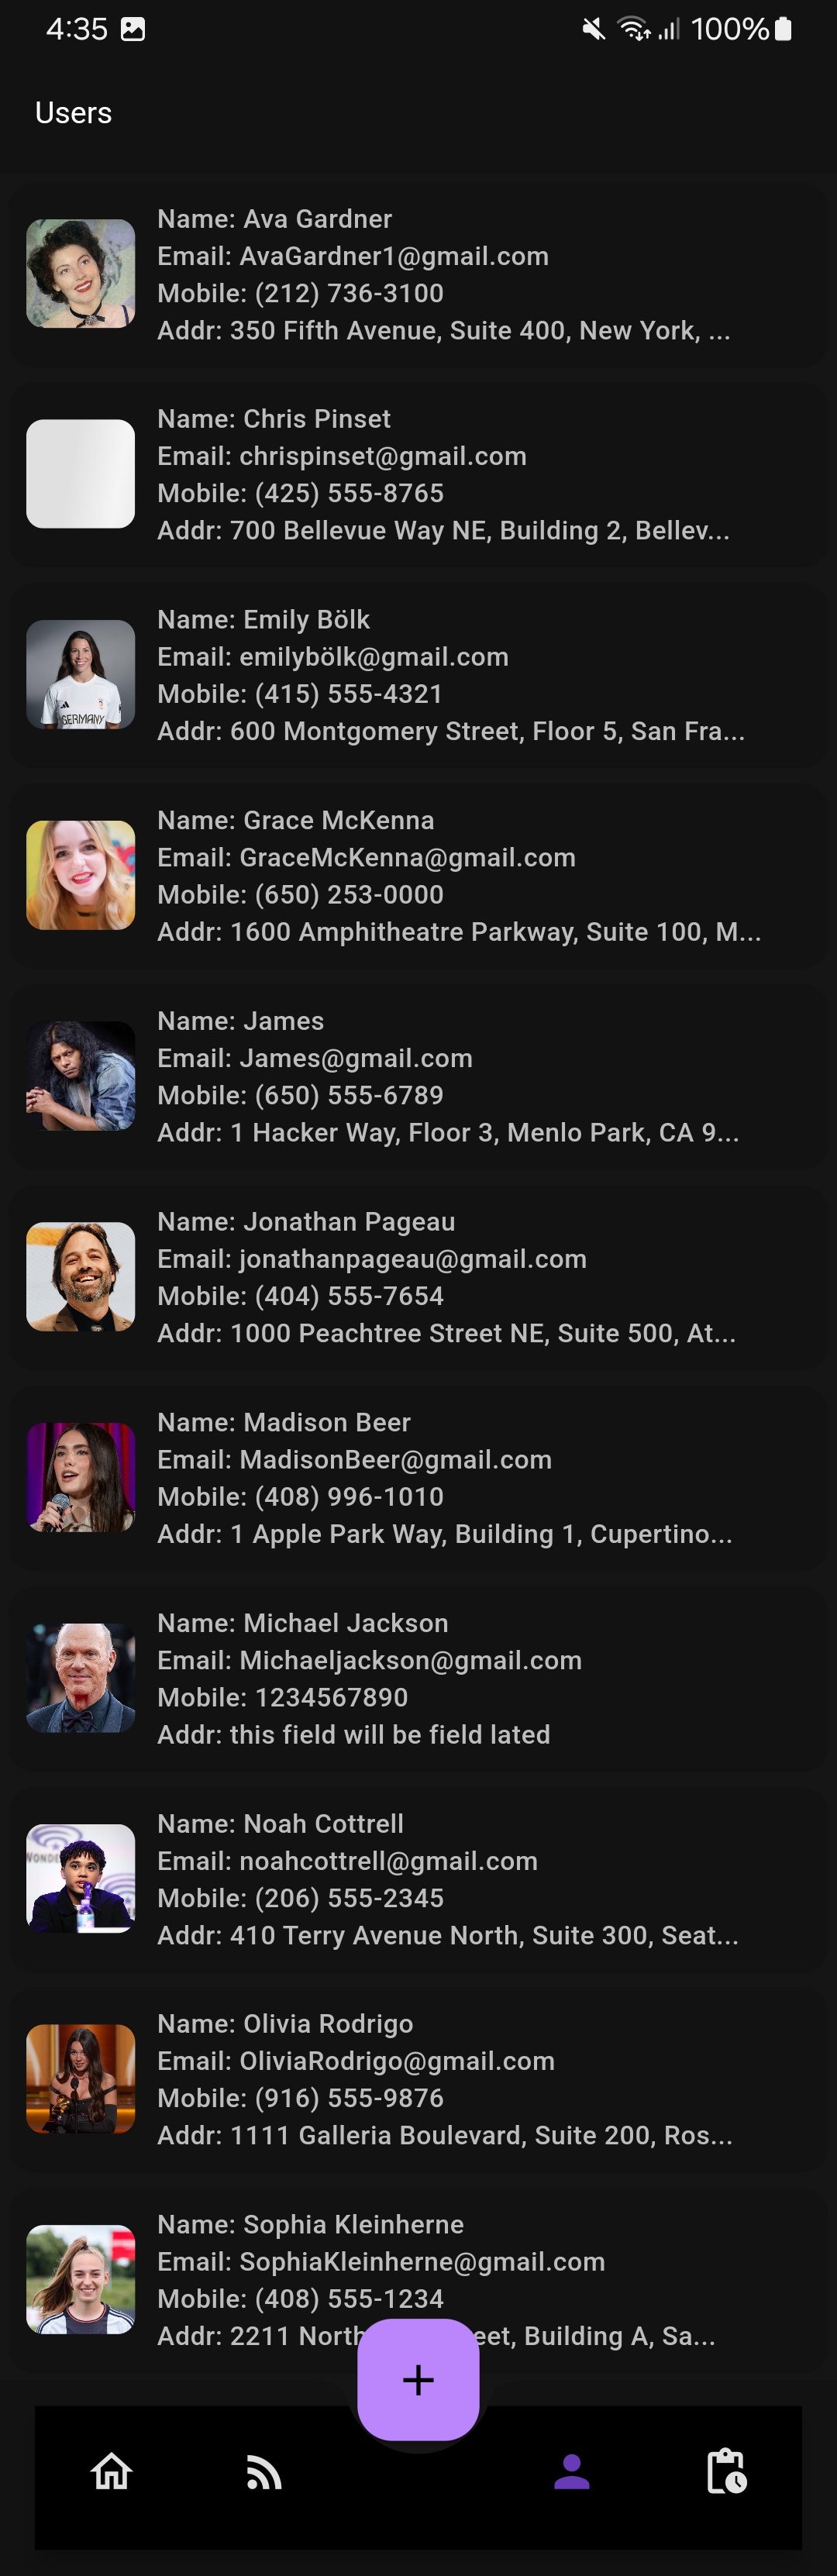 4:35 100%
Users
Name: Ava Gardner
Email: AvaGardner1@gmail.com
Mobile: (212) 736-3100
Addr: 350 Fifth Avenue, Suite 400, New York, ...
Name: Chris Pinset
Email: chrispinset@gmail.com
Mobile: (425) 555-8765
Addr: 700 Bellevue Way NE, Building 2, Bellev...
Name: Emily Bölk
Email: emilybölk@gmail.com
Mobile: (415) 555-4321
Addr: 600 Montgomery Street, Floor 5, San Fra...
GERMANY
Name: Grace McKenna
Email: GraceMcKenna@gmail.com
Mobile: (650) 253-0000
Addr: 1600 Amphitheatre Parkway, Suite 100, M...
Name: James
Email: James@gmail.com
Mobile: (650) 555-6789
Addr: 1 Hacker Way, Floor 3, Menlo Park, CA 9...
Name: Jonathan Pageau
Email: jonathanpageau@gmail.com
Mobile: (404) 555-7654
Addr: 1000 Peachtree Street NE, Suite 500, At...
Name: Madison Beer
Email: MadisonBeer@gmail.com
Mobile: (408) 996-1010
Addr: 1 Apple Park Way, Building 1, Cupertino...
Name: Michael Jackson
Email: Michaeljackson@gmail.com
Mobile: 1234567890
Addr: this field will be field lated
Name: Noah Cottrell
Email: noahcottrell@gmail.com
Mobile: (206) 555-2345
Addr: 410 Terry Avenue North, Suite 300, Seat...
Name: Olivia Rodrigo
Email: OliviaRodrigo@gmail.com
Mobile: (916) 555-9876
Addr: 1111 Galleria Boulevard, Suite 200, Ros...
Name: Sophia Kleinherne
Email: SophiaKleinherne@gmail.com
Mobile: (408) 555-1234
Addr: 2211 North eet, Building A, Sa...